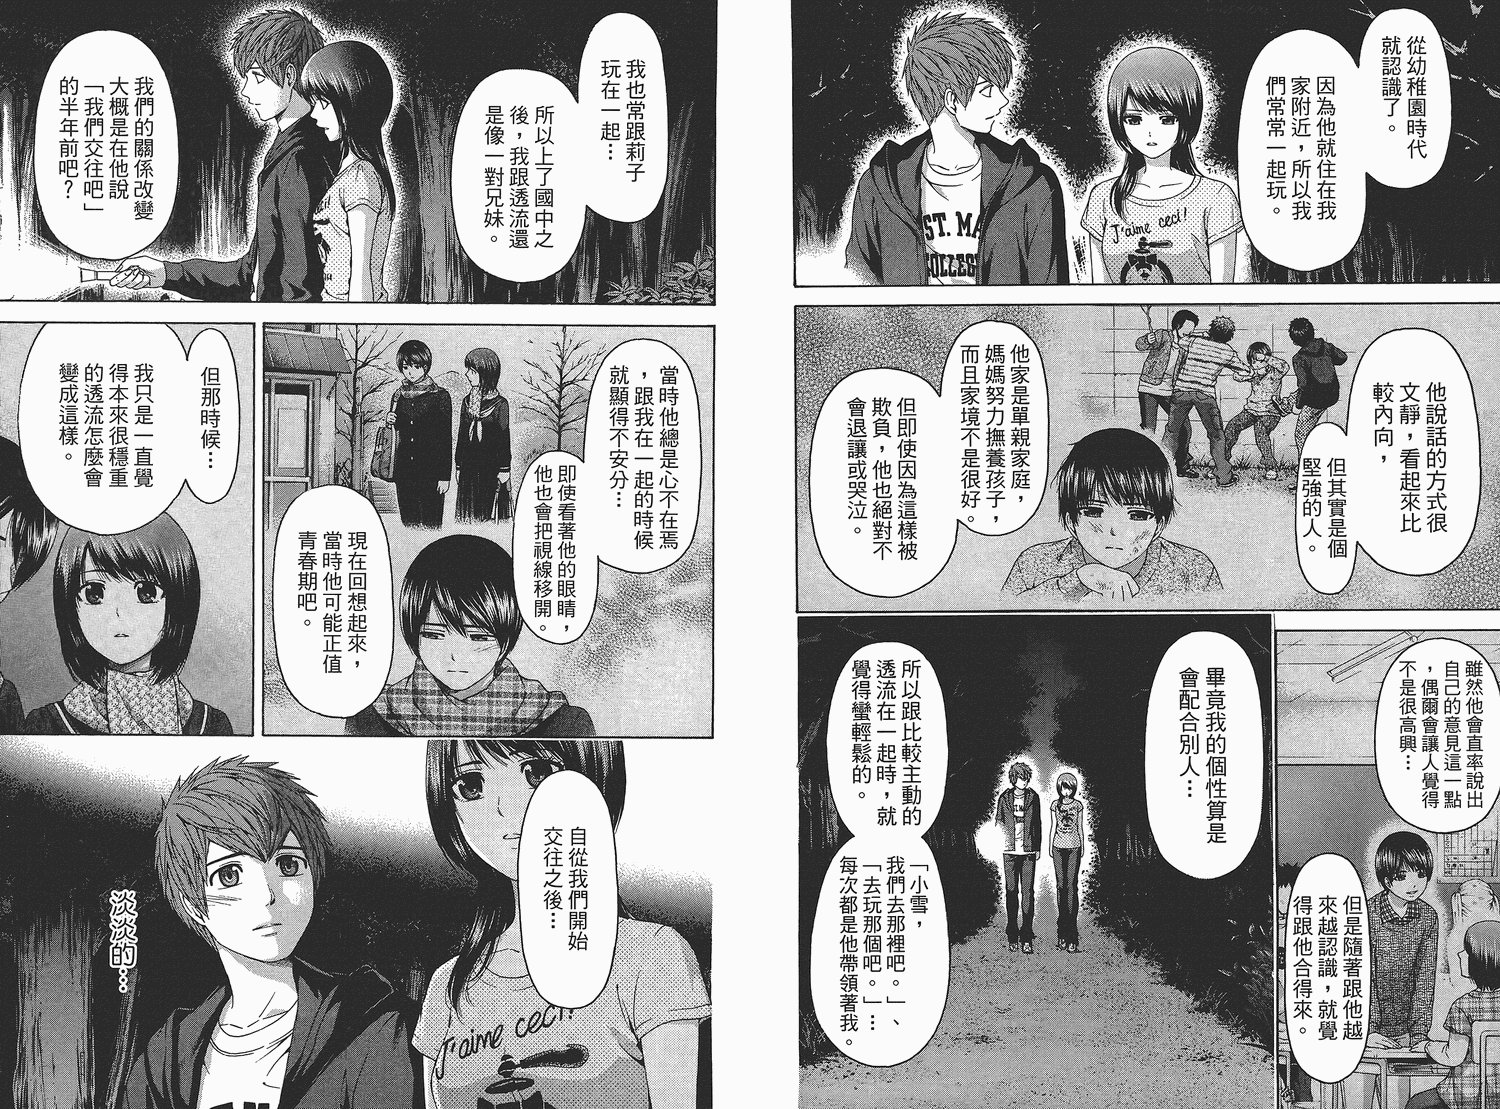 從幼稚園時代
就認識了。
因為他就住在我
家附近，所以我
們常常一起玩。
ST. MA
COLLEG
J'aime ceci!
他說話的方式很
文靜，看起來比
較內向，
但其實是個
堅強的人。
他家是單親家庭，
媽媽努力撫養孩子，
而且家境不是很好。
但即使因為這樣被
欺負，他也絕對不
會退讓或哭泣。
雖然他會直率說出
自己的意見這一點
，偶爾會讓人覺得
不是很高興…
但是隨著跟他越
來越認識，就覺
得跟他合得來。
畢竟我的個性算是
會配合別人…
所以跟比較主動的
透流在一起時，就
覺得蠻輕鬆的。
「小雪，
我們去那裡吧。」、
「去玩那個吧。」…
每次都是他帶領著我。
我也常跟莉子
玩在一起…
所以上了國中之
後，我跟透流還
是像一對兄妹。
我們的關係改變
大概是在他說
「我們交往吧」
的半年前吧？
當時他總是心不在焉
，跟我在一起的時候
就顯得不安分…
即使看著他的眼睛，
他也會把視線移開。
現在回想起來，
當時他可能正值
青春期吧。
但那時候…
我只是一直覺
得本來很穩重
的透流怎麼會
變成這樣。
自從我們開始
交往之後…
淡淡的…
J'aime ceci!